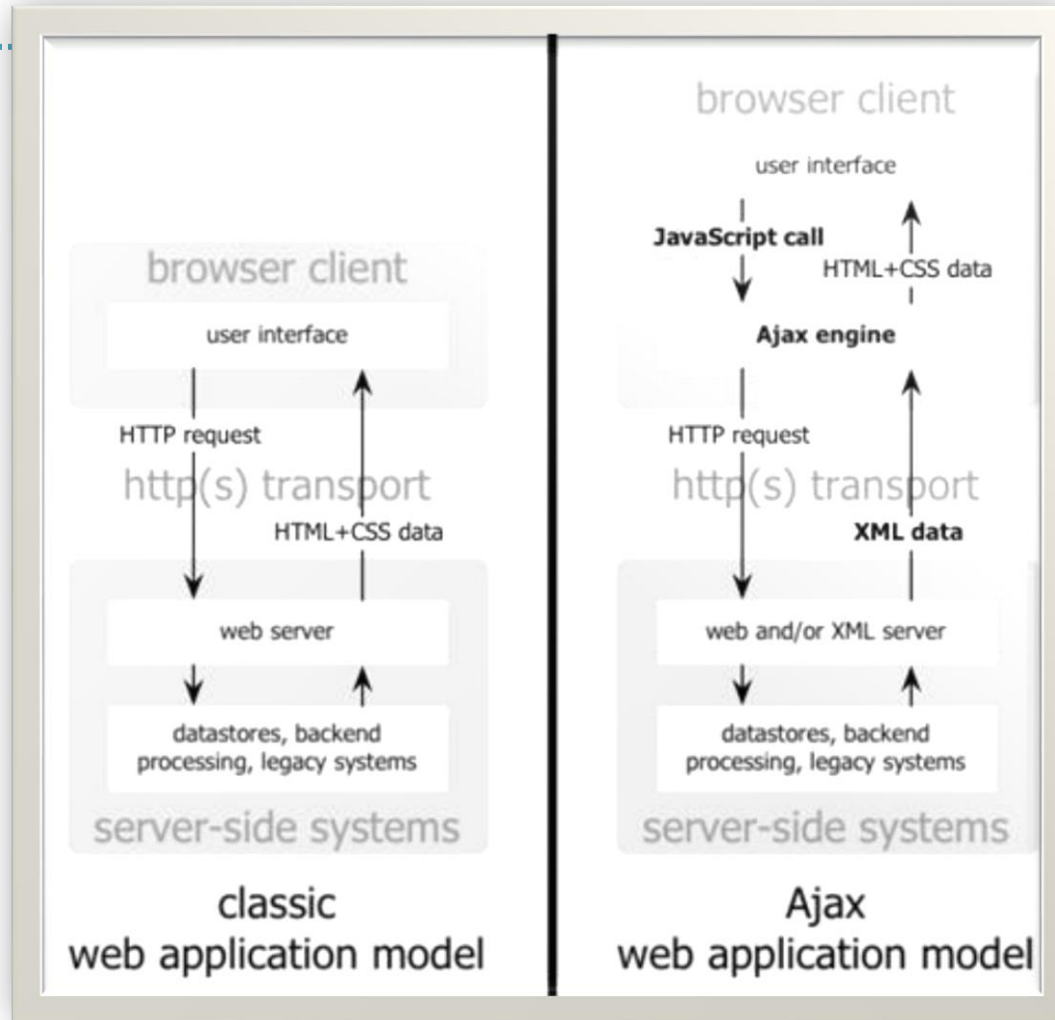 browser client
user interface
HTTP request
http(s) transport
HTML+CSS data
web server
datastores, backend
processing, legacy systems
server-side systems
classic
web application model
browser client
user interface
JavaScript call
HTML+CSS data
Ajax engine
HTTP request
http(s) transport
XML data
web and/or XML server
datastores, backend
processing, legacy systems
server-side systems
Ajax
web application model